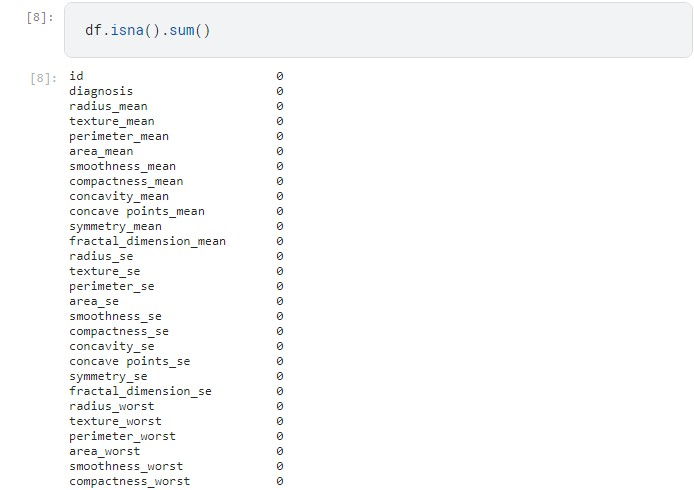 [8]:
df.isna().sum()
[8]:
id 0
diagnosis 0
radius_mean 0
texture_mean 0
perimeter_mean 0
area_mean 0
smoothness_mean 0
compactness_mean 0
concavity_mean 0
concave points_mean 0
symmetry_mean 0
fractal_dimension_mean 0
radius_se 0
texture_se 0
perimeter_se 0
area_se 0
smoothness_se 0
compactness_se 0
concavity_se 0
concave points_se 0
symmetry_se 0
fractal_dimension_se 0
radius_worst 0
texture_worst 0
perimeter_worst 0
area_worst 0
smoothness_worst 0
compactness_worst 0